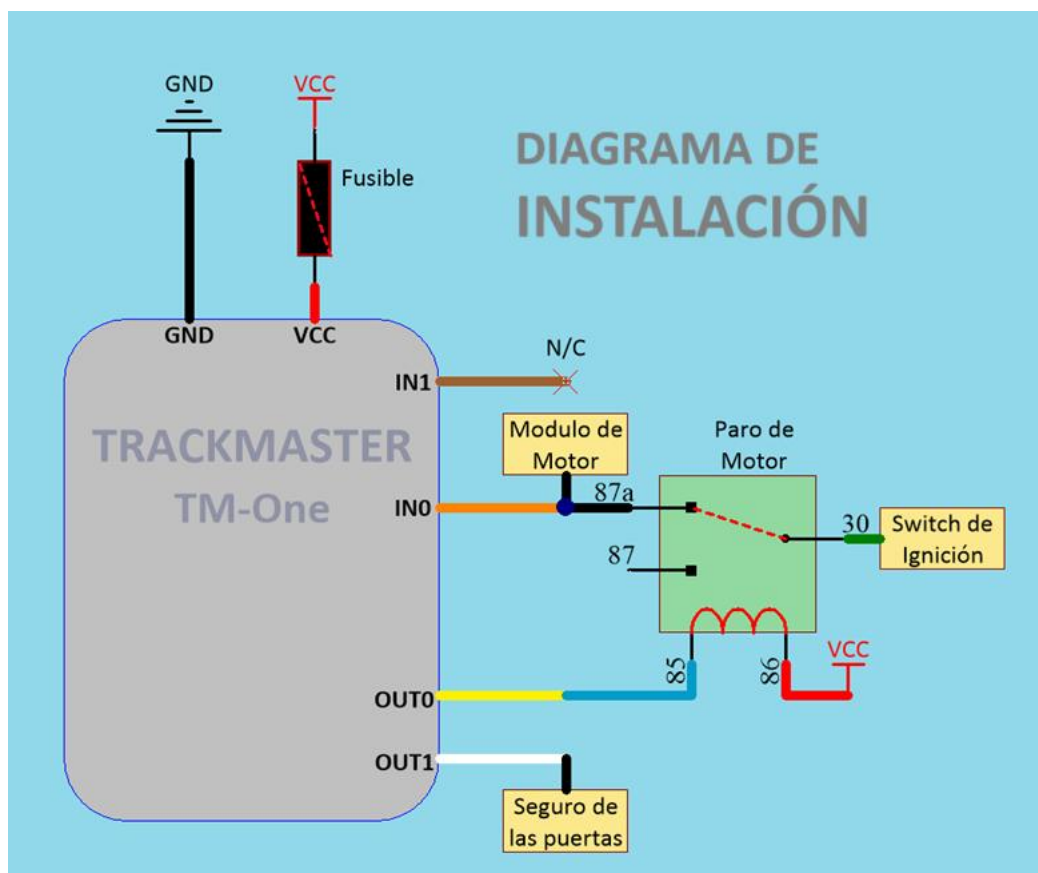 GND
VCC
Fusible
DIAGRAMA DE
INSTALACIÓN
GND
VCC
IN1
N/C
TRACKMASTER
TM-One
IN0
Modulo de
Motor
87a
87
Paro de
Motor
30
Switch de
Ignición
85
86
VCC
OUT0
OUT1
Seguro de
las puertas